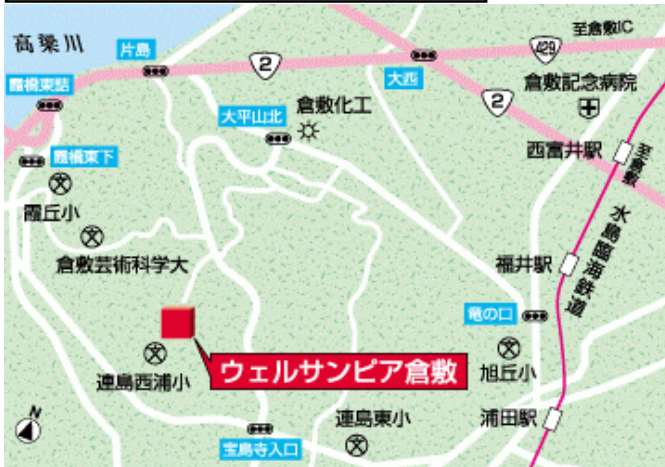 高梁川
片島
2
429
至倉敷IC
大西
霞橋東詰
大平山北
倉敷化工
2
倉敷記念病院
霞橋東下
西富井駅
至倉敷
霞丘小
水島臨海鉄道
倉敷芸術科学大
福井駅
竜の口
ウェルサンピア倉敷
連島西浦小
旭丘小
N
連島東小
浦田駅
宝島寺入口